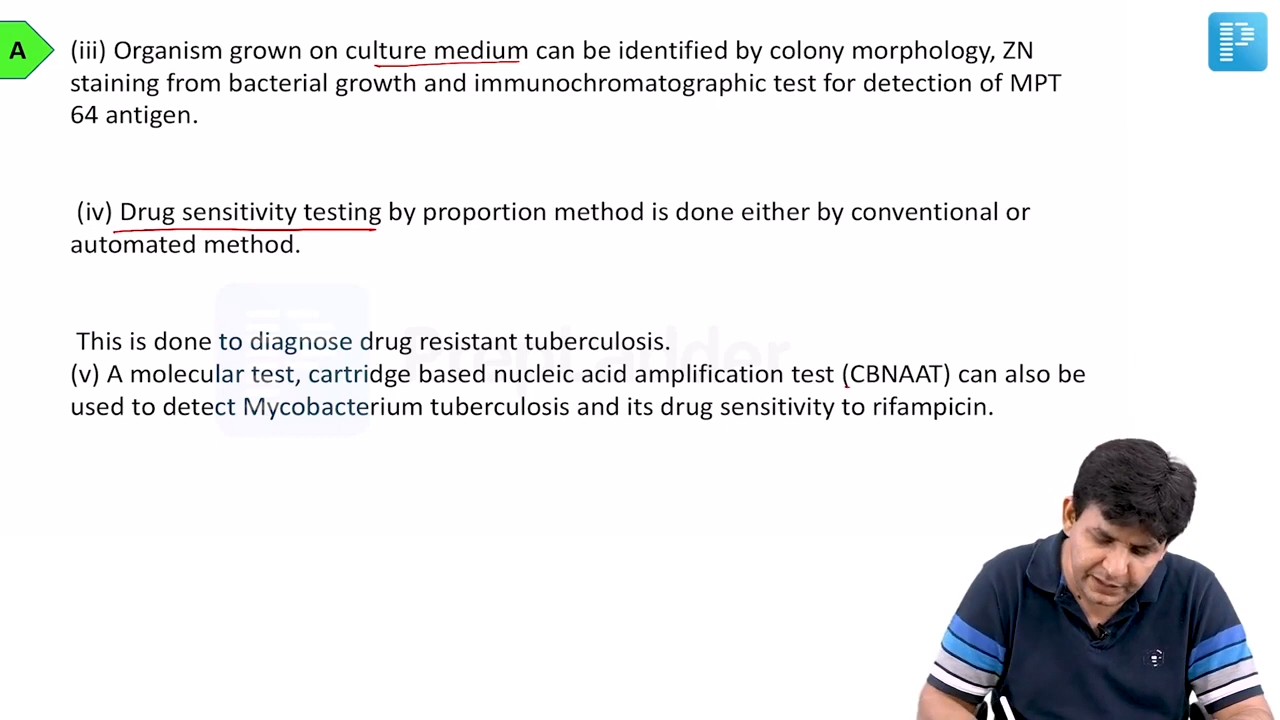 A
(iii) Organism grown on culture medium can be identified by colony morphology, ZN
staining from bacterial growth and immunochromatographic test for detection of MPT
64 antigen.
(iv) Drug sensitivity testing by proportion method is done either by conventional or
automated method.
PrepLadder
This is done to diagnose drug resistant tuberculosis.
(v) A molecular test, cartridge based nucleic acid amplification test (CBNAAT) can also be
used to detect Mycobacterium tuberculosis and its drug sensitivity to rifampicin.